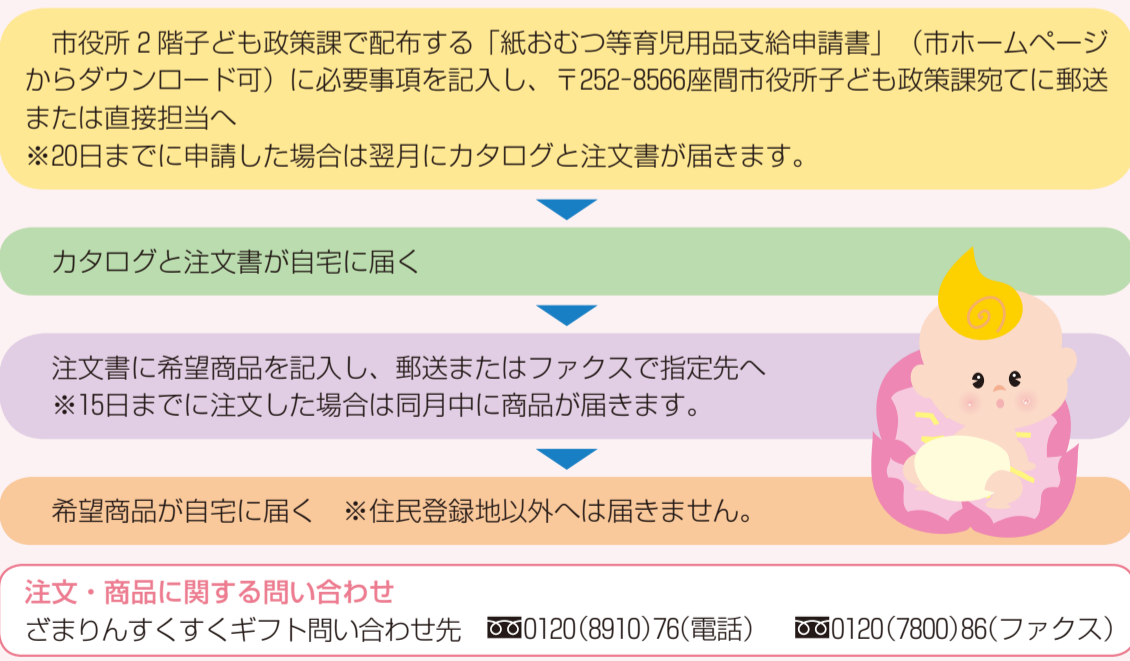 市役所2階子ども政策課で配布する「紙おむつ等育児用品支給申請書」(市ホームページ
からダウンロード可)に必要事項を記入し、〒252-8566座間市役所子ども政策課宛てに郵送
または直接担当へ
※20日までに申請した場合は翌月にカタログと注文書が届きます。
カタログと注文書が自宅に届く
注文書に希望商品を記入し、郵送またはファクスで指定先へ
※15日までに注文した場合は同月中に商品が届きます。
希望商品が自宅に届く ※住民登録地以外へは届きません。
注文・商品に関する問い合わせ
ざまりんすくすくギフト問い合わせ先 0120(8910)76(電話) 0120(7800)86(ファクス)